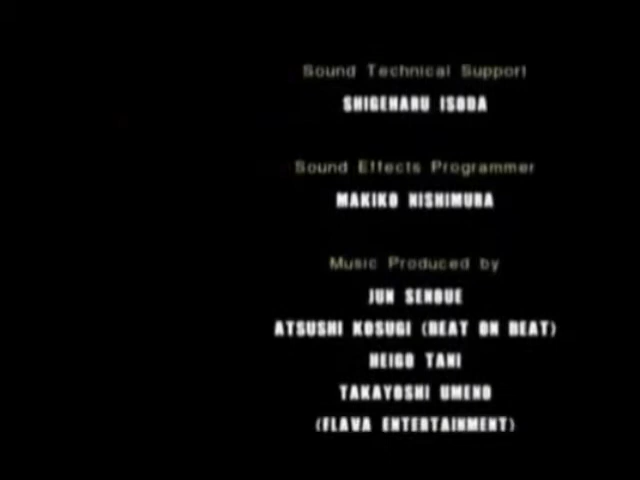 Sound Technical Support
SHIGEHARU ISODA
Sound Effects Programmer
MAKIKO NISHIMURA
Music Produced by
JUN SENOUE
ATSUSHI KOSUGI (BEAT ON BEAT)
HEIGO TANI
TAKAYOSHI UMENO
(FLAVA ENTERTAINMENT)